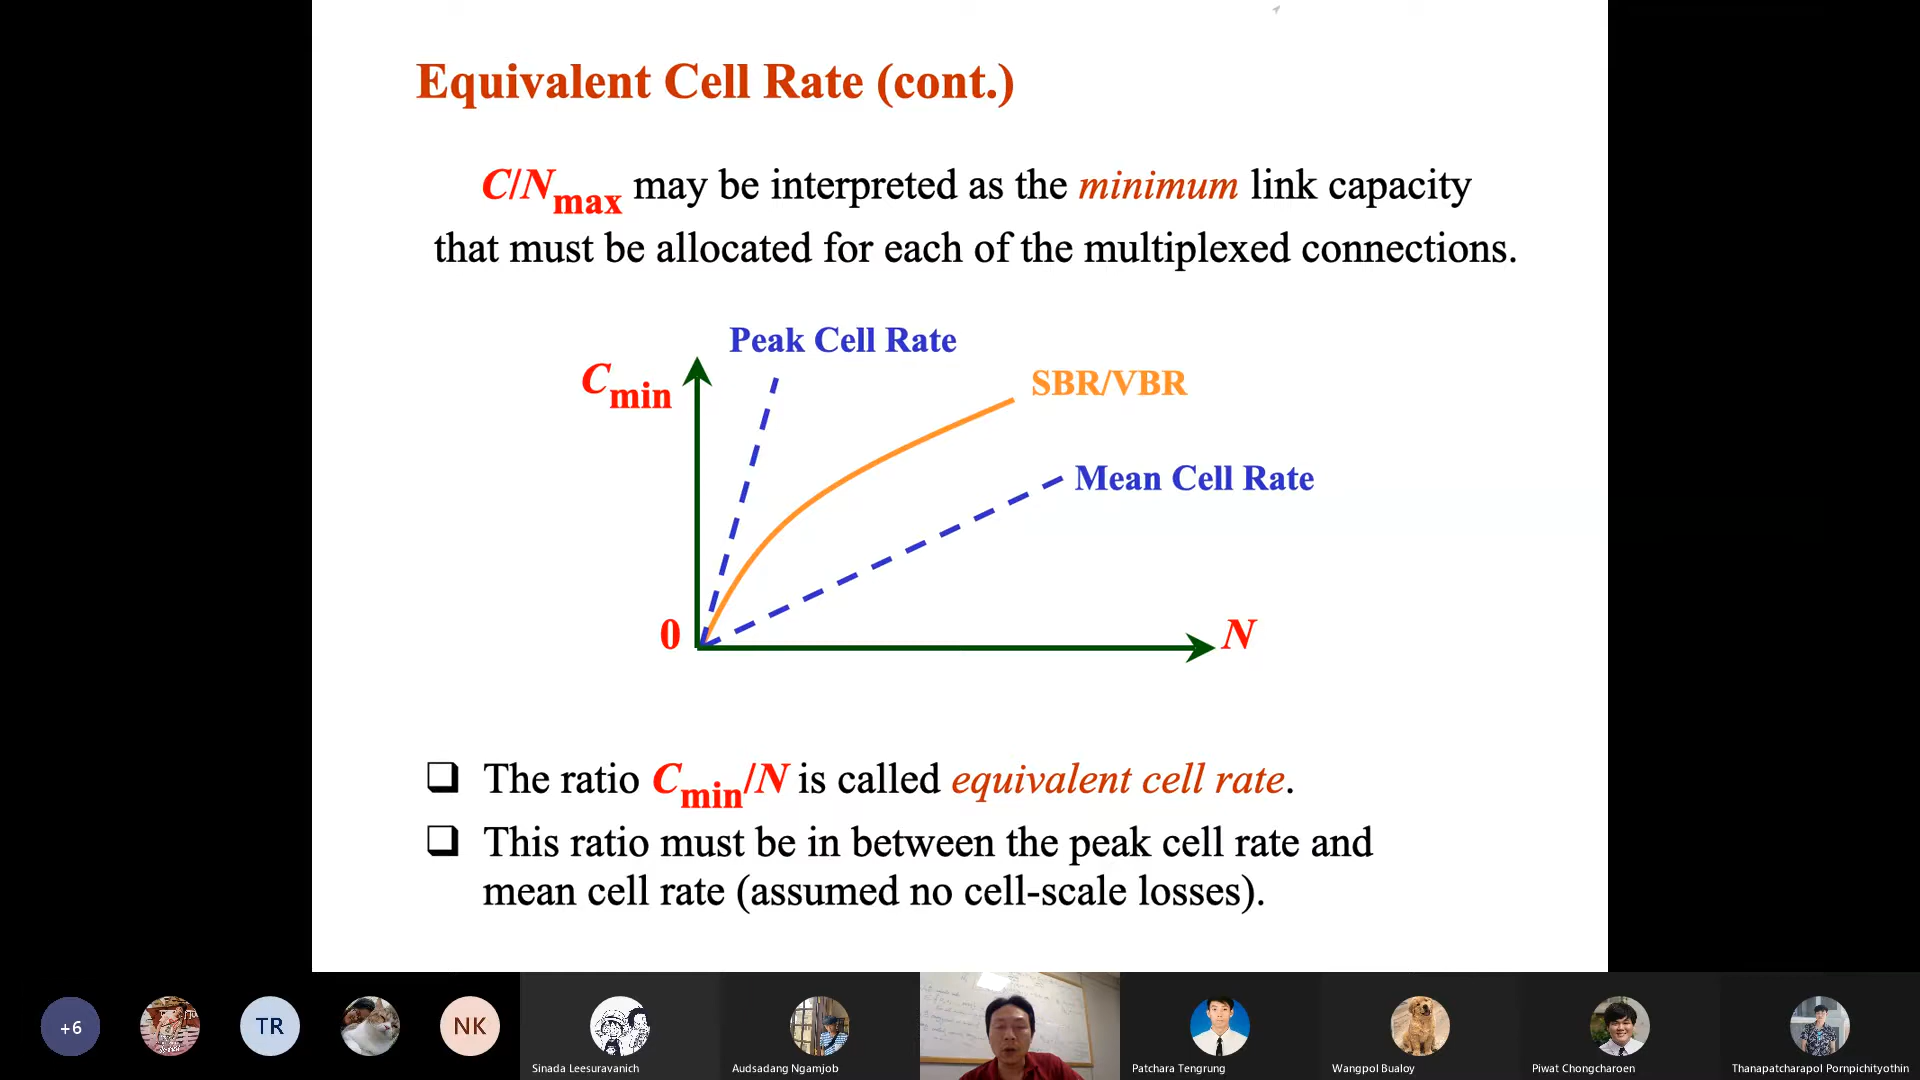 Equivalent Cell Rate (cont.)
C/Nmax may be interpreted as the minimum link capacity
that must be allocated for each of the multiplexed connections.
Peak Cell Rate
Cmin
SBR/VBR
Mean Cell Rate
0
N
❑ The ratio Cmin/N is called equivalent cell rate.
❑ This ratio must be in between the peak cell rate and
mean cell rate (assumed no cell-scale losses).
+6
TR
NK
Sinada Leesuravanich
Audsadang Ngamjob
Patchara Tengrung
Wangpol Bualoy
Piwat Chongcharoen
Thanapatcharapol Pornpichityothin